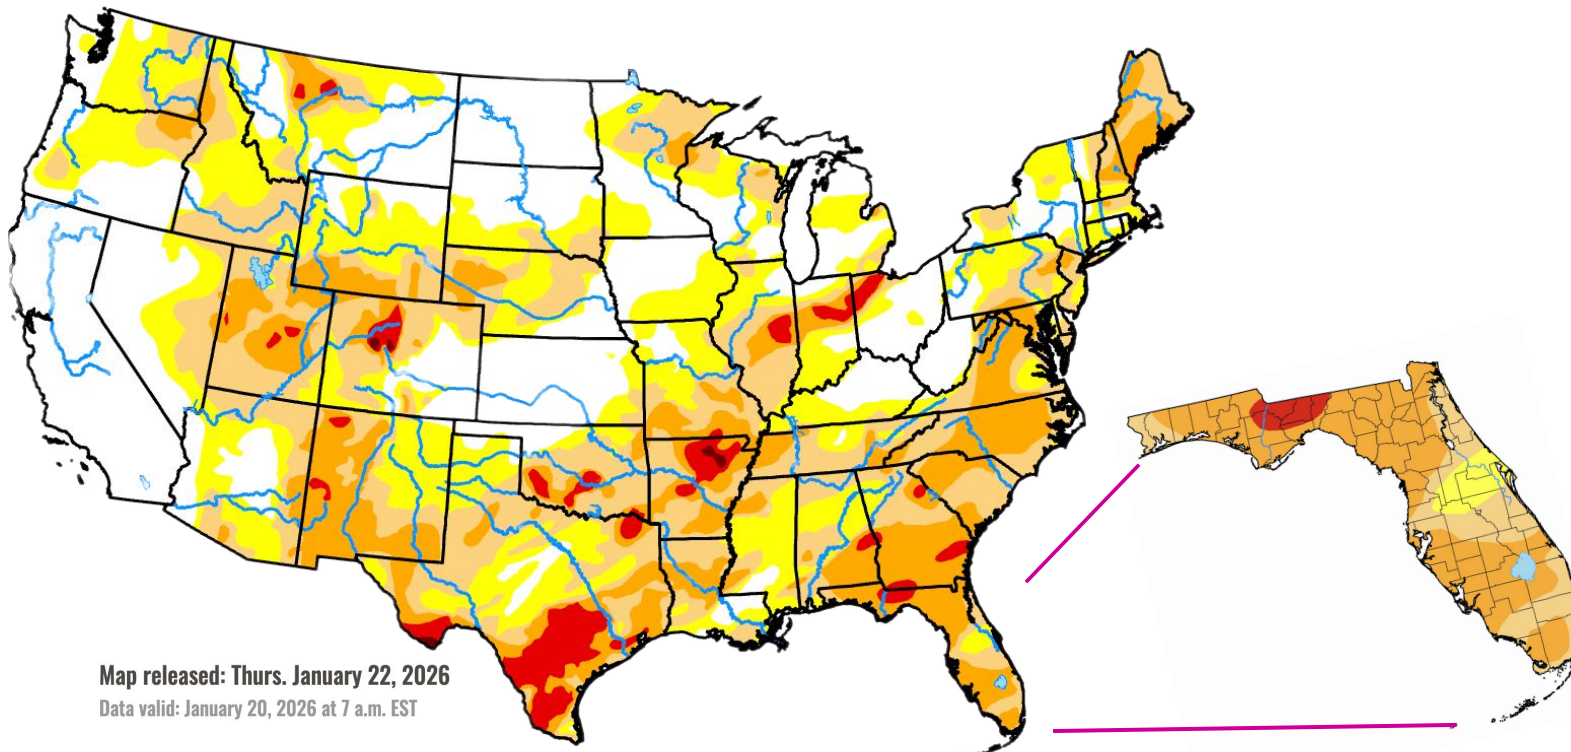 Map released: Thurs. January 22, 2026
Data valid: January 20, 2026 at 7 a.m. EST